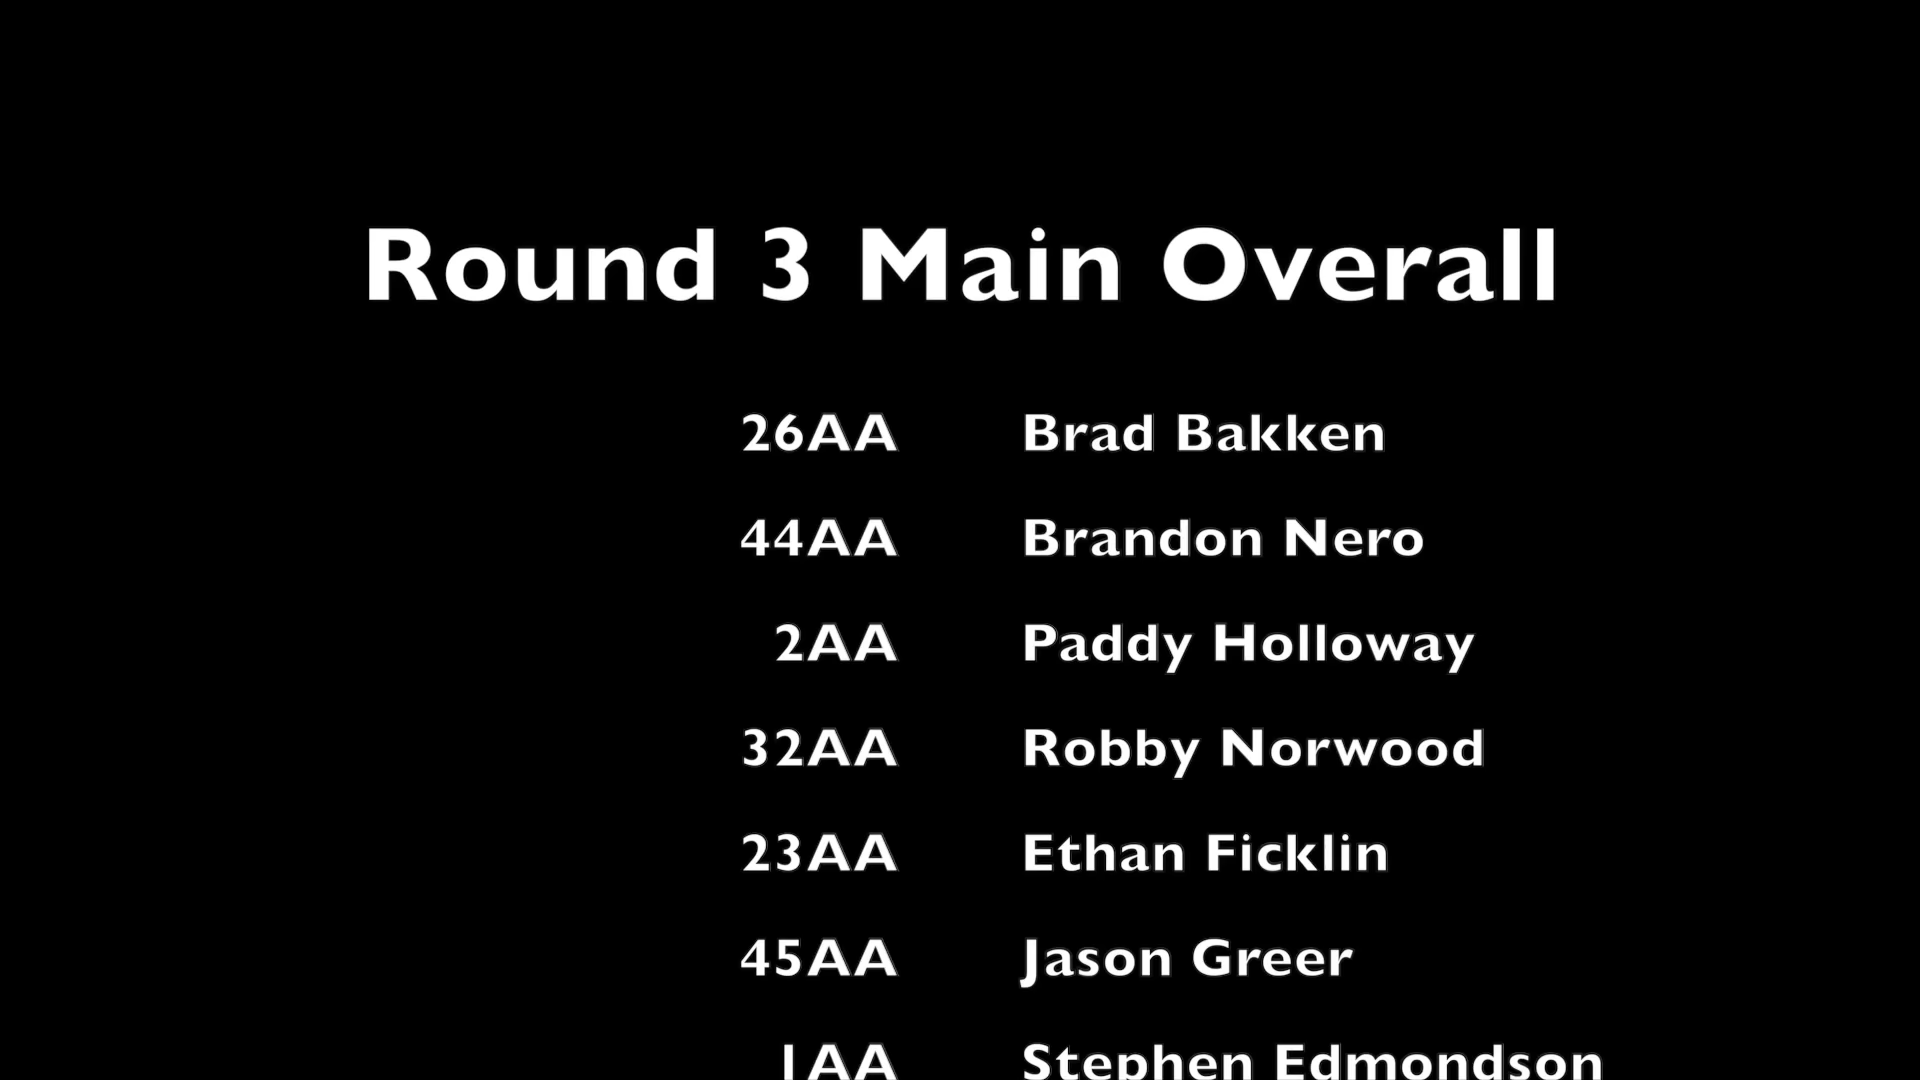 Round 3 Main Overall
26AA Brad Bakken
44AA Brandon Nero
2AA Paddy Holloway
32AA Robby Norwood
23AA Ethan Ficklin
45AA Jason Greer
1AA Stephen Edmondson